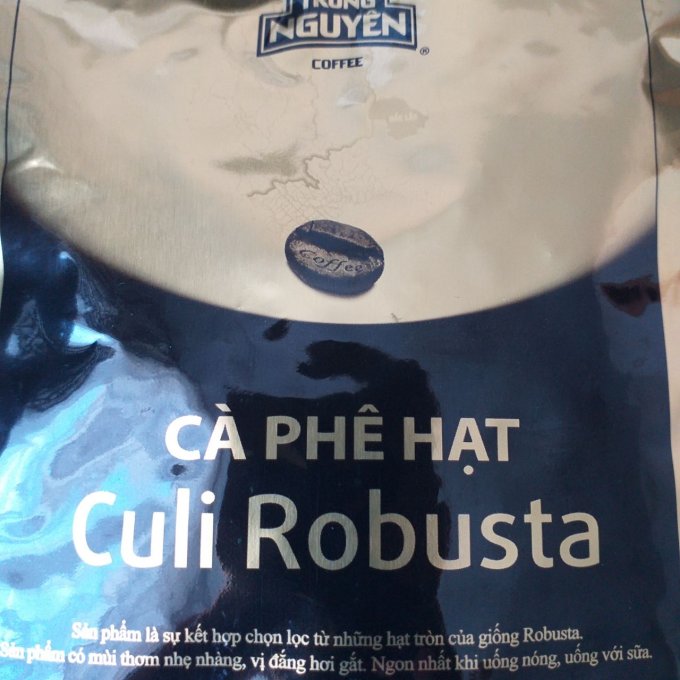 TRUNG
NGUYÊN
®
COFFEE
Coffee
CÀ PHÊ HẠT
Culi Robusta
Sản phẩm là sự kết hợp chọn lọc từ những hạt tròn của giống Robusta.
Sản phẩm có mùi thơm nhẹ nhàng, vị đắng hơi gắt. Ngon nhất khi uống nóng, uống với sữa.